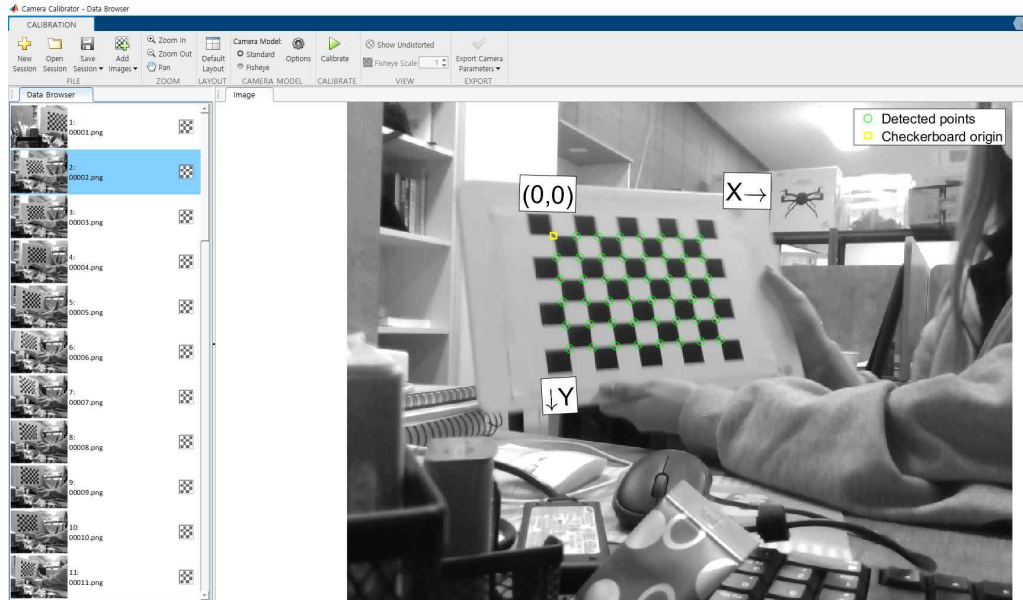 Camera Calibrator - Data Browser
CALIBRATION
New Session
Open Session
Save Session
Add Images
Zoom In
Zoom Out
Pan
Default Layout
Camera Model:
Standard
Fisheye
Options
Calibrate
Show Undistorted
Fisheye Scale 1
Export Camera Parameters
FILE
ZOOM
LAYOUT
CAMERA MODEL
CALIBRATE
VIEW
EXPORT
Data Browser
Image
1:
00001.png
2:
00002.png
3:
00003.png
4:
00004.png
5:
00005.png
6:
00006.png
7:
00007.png
8:
00008.png
9:
00009.png
10:
00010.png
11:
00011.png
Detected points
Checkerboard origin
(0,0)
X→
↓Y